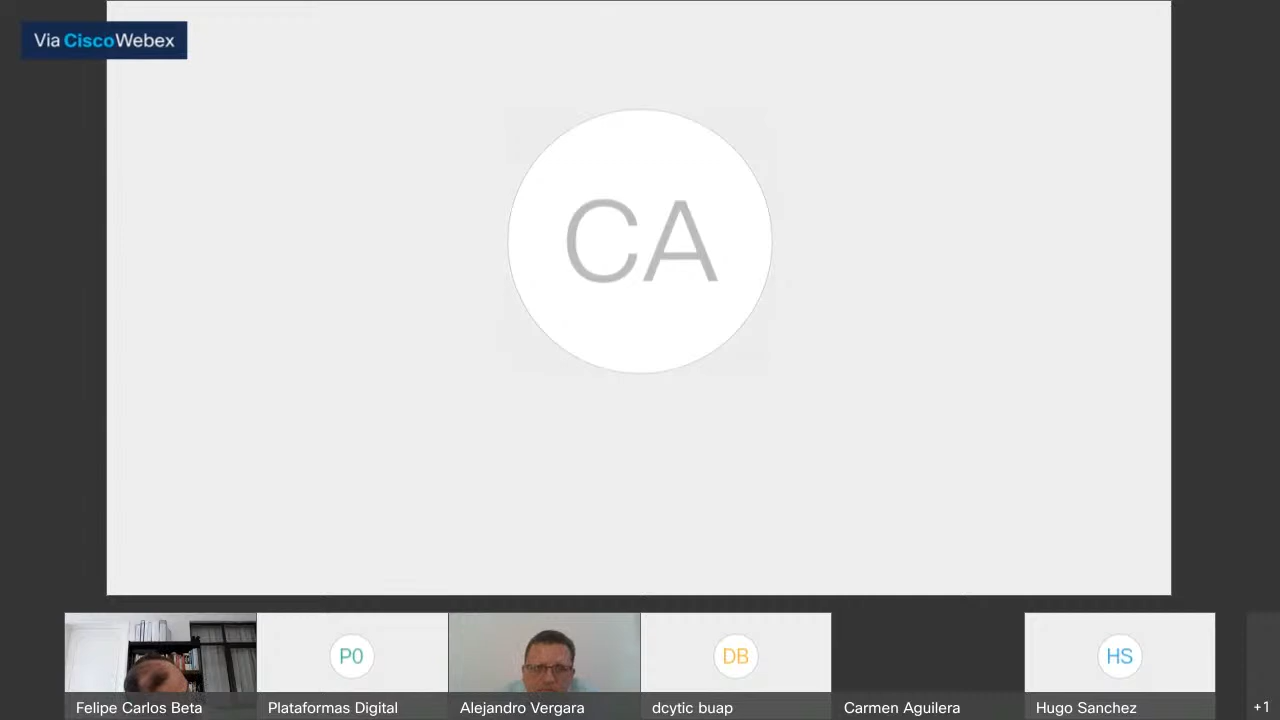 Via CiscoWebex
CA
P0
DB
HS
Felipe Carlos Beta
Plataformas Digital
Alejandro Vergara
dcytic buap
Carmen Aguilera
Hugo Sanchez
+1